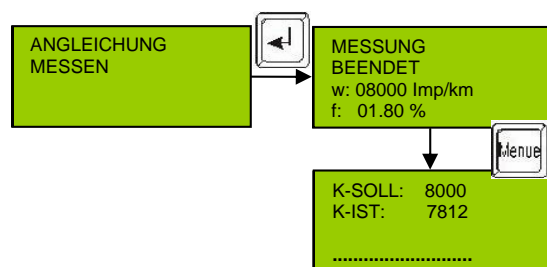 ANGLEICHUNG
MESSEN
MESSUNG
BEENDET
w: 08000 Imp/km
f: 01.80 %
Menue
K-SOLL: 8000
K-IST: 7812
...........................